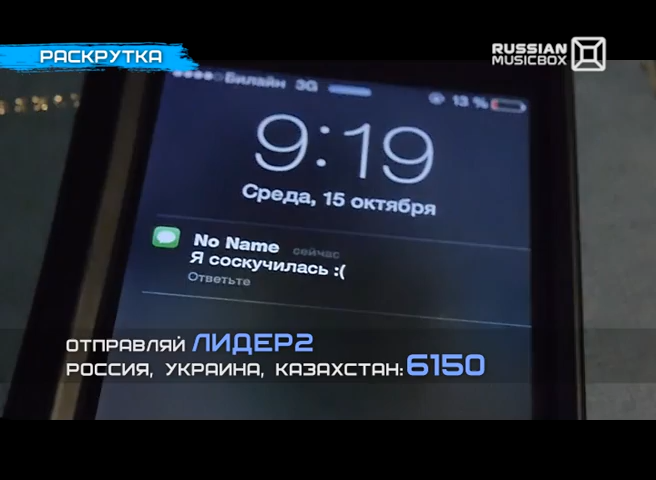 РАСКРУТКА
RUSSIAN
MUSICBOX
Билайн 3G 13 %
9:19
Среда, 15 октября
No Name сейчас
Я соскучилась :(
Ответьте
ОТПРАВЛЯЙ ЛИДЕР2
РОССИЯ, УКРАИНА, КАЗАХСТАН: 6150